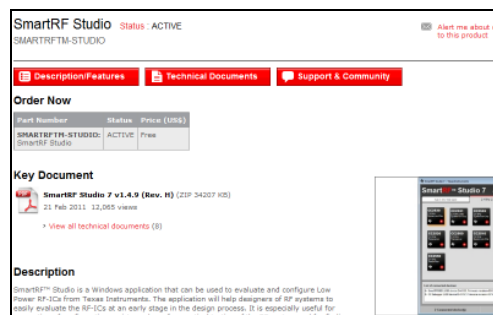 SmartRF Studio Status : ACTIVE
SMARTRFTM-STUDIO
Alert me about
to this product
Description/Features
Technical Documents
Support & Community
Order Now
Part Number Status Price (US$)
SMARTRFTM-STUDIO: ACTIVE Free
SmartRF Studio
Key Document
SmartRF Studio 7 v1.4.9 (Rev. H) (ZIP 34207 KB)
21 Feb 2011 12,065 views
View all technical documents (8)
SmartRF™ Studio 7
Description
SmartRF™ Studio is a Windows application that can be used to evaluate and configure Low
Power RF-ICs from Texas Instruments. The application will help designers of RF systems to
easily evaluate the RF-ICs at an early stage in the design process. It is especially useful for